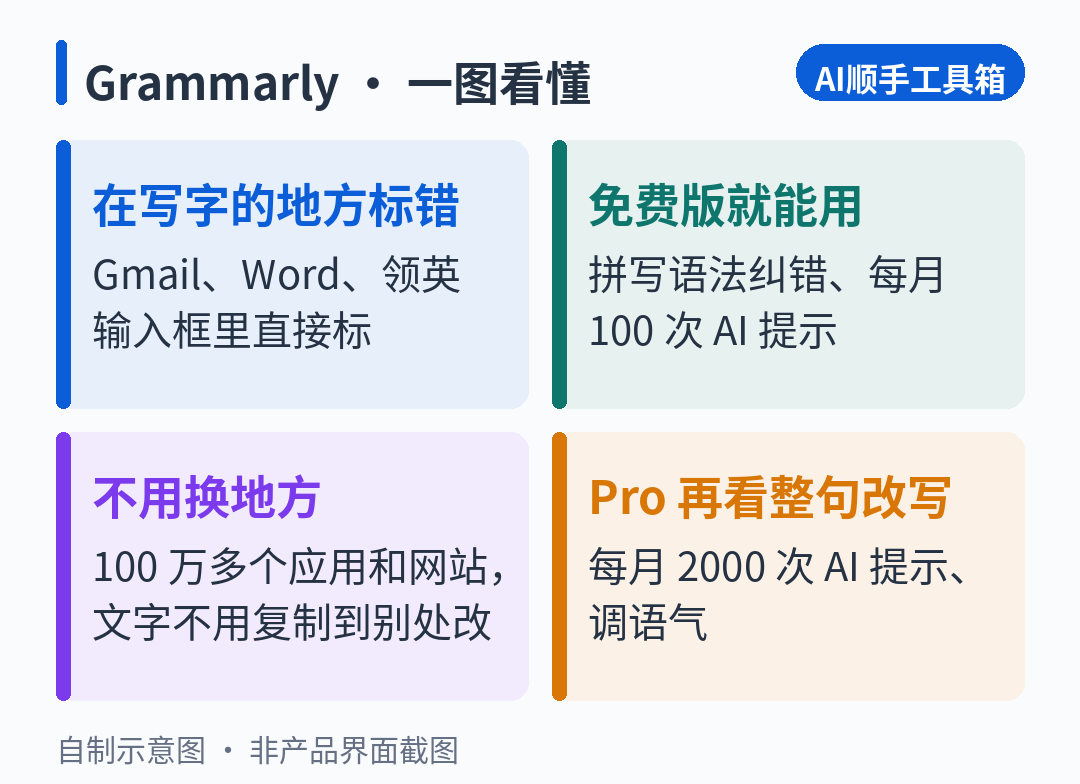 Grammarly · 一图看懂
AI顺手工具箱
在写字的地方标错
Gmail、Word、领英
输入框里直接标
免费版就能用
拼写语法纠错、每月
100 次 AI 提示
不用换地方
100 万多个应用和网站，
文字不用复制到别处改
Pro 再看整句改写
每月 2000 次 AI 提示、
调语气
自制示意图 · 非产品界面截图